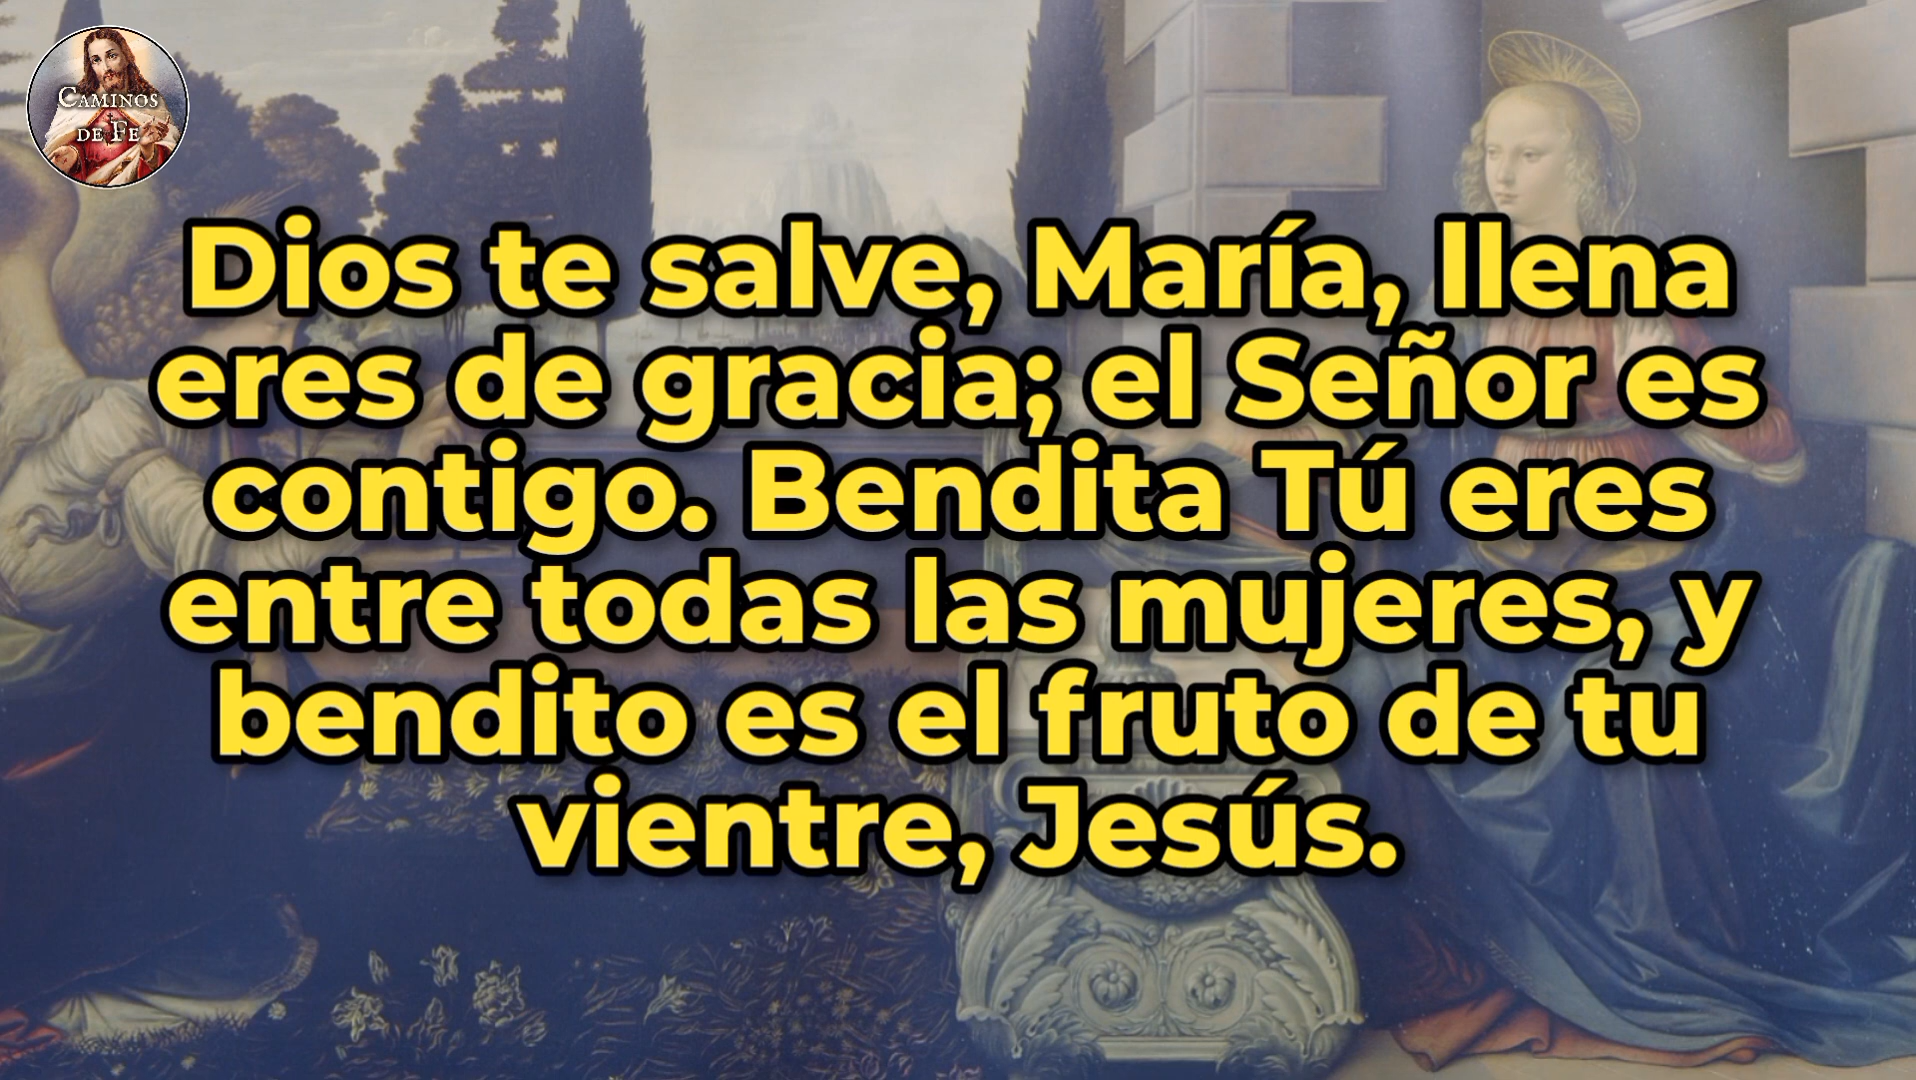 CAMINOS
DE FE
Dios te salve, María, llena
eres de gracia; el Señor es
contigo. Bendita Tú eres
entre todas las mujeres, y
bendito es el fruto de tu
vientre, Jesús.